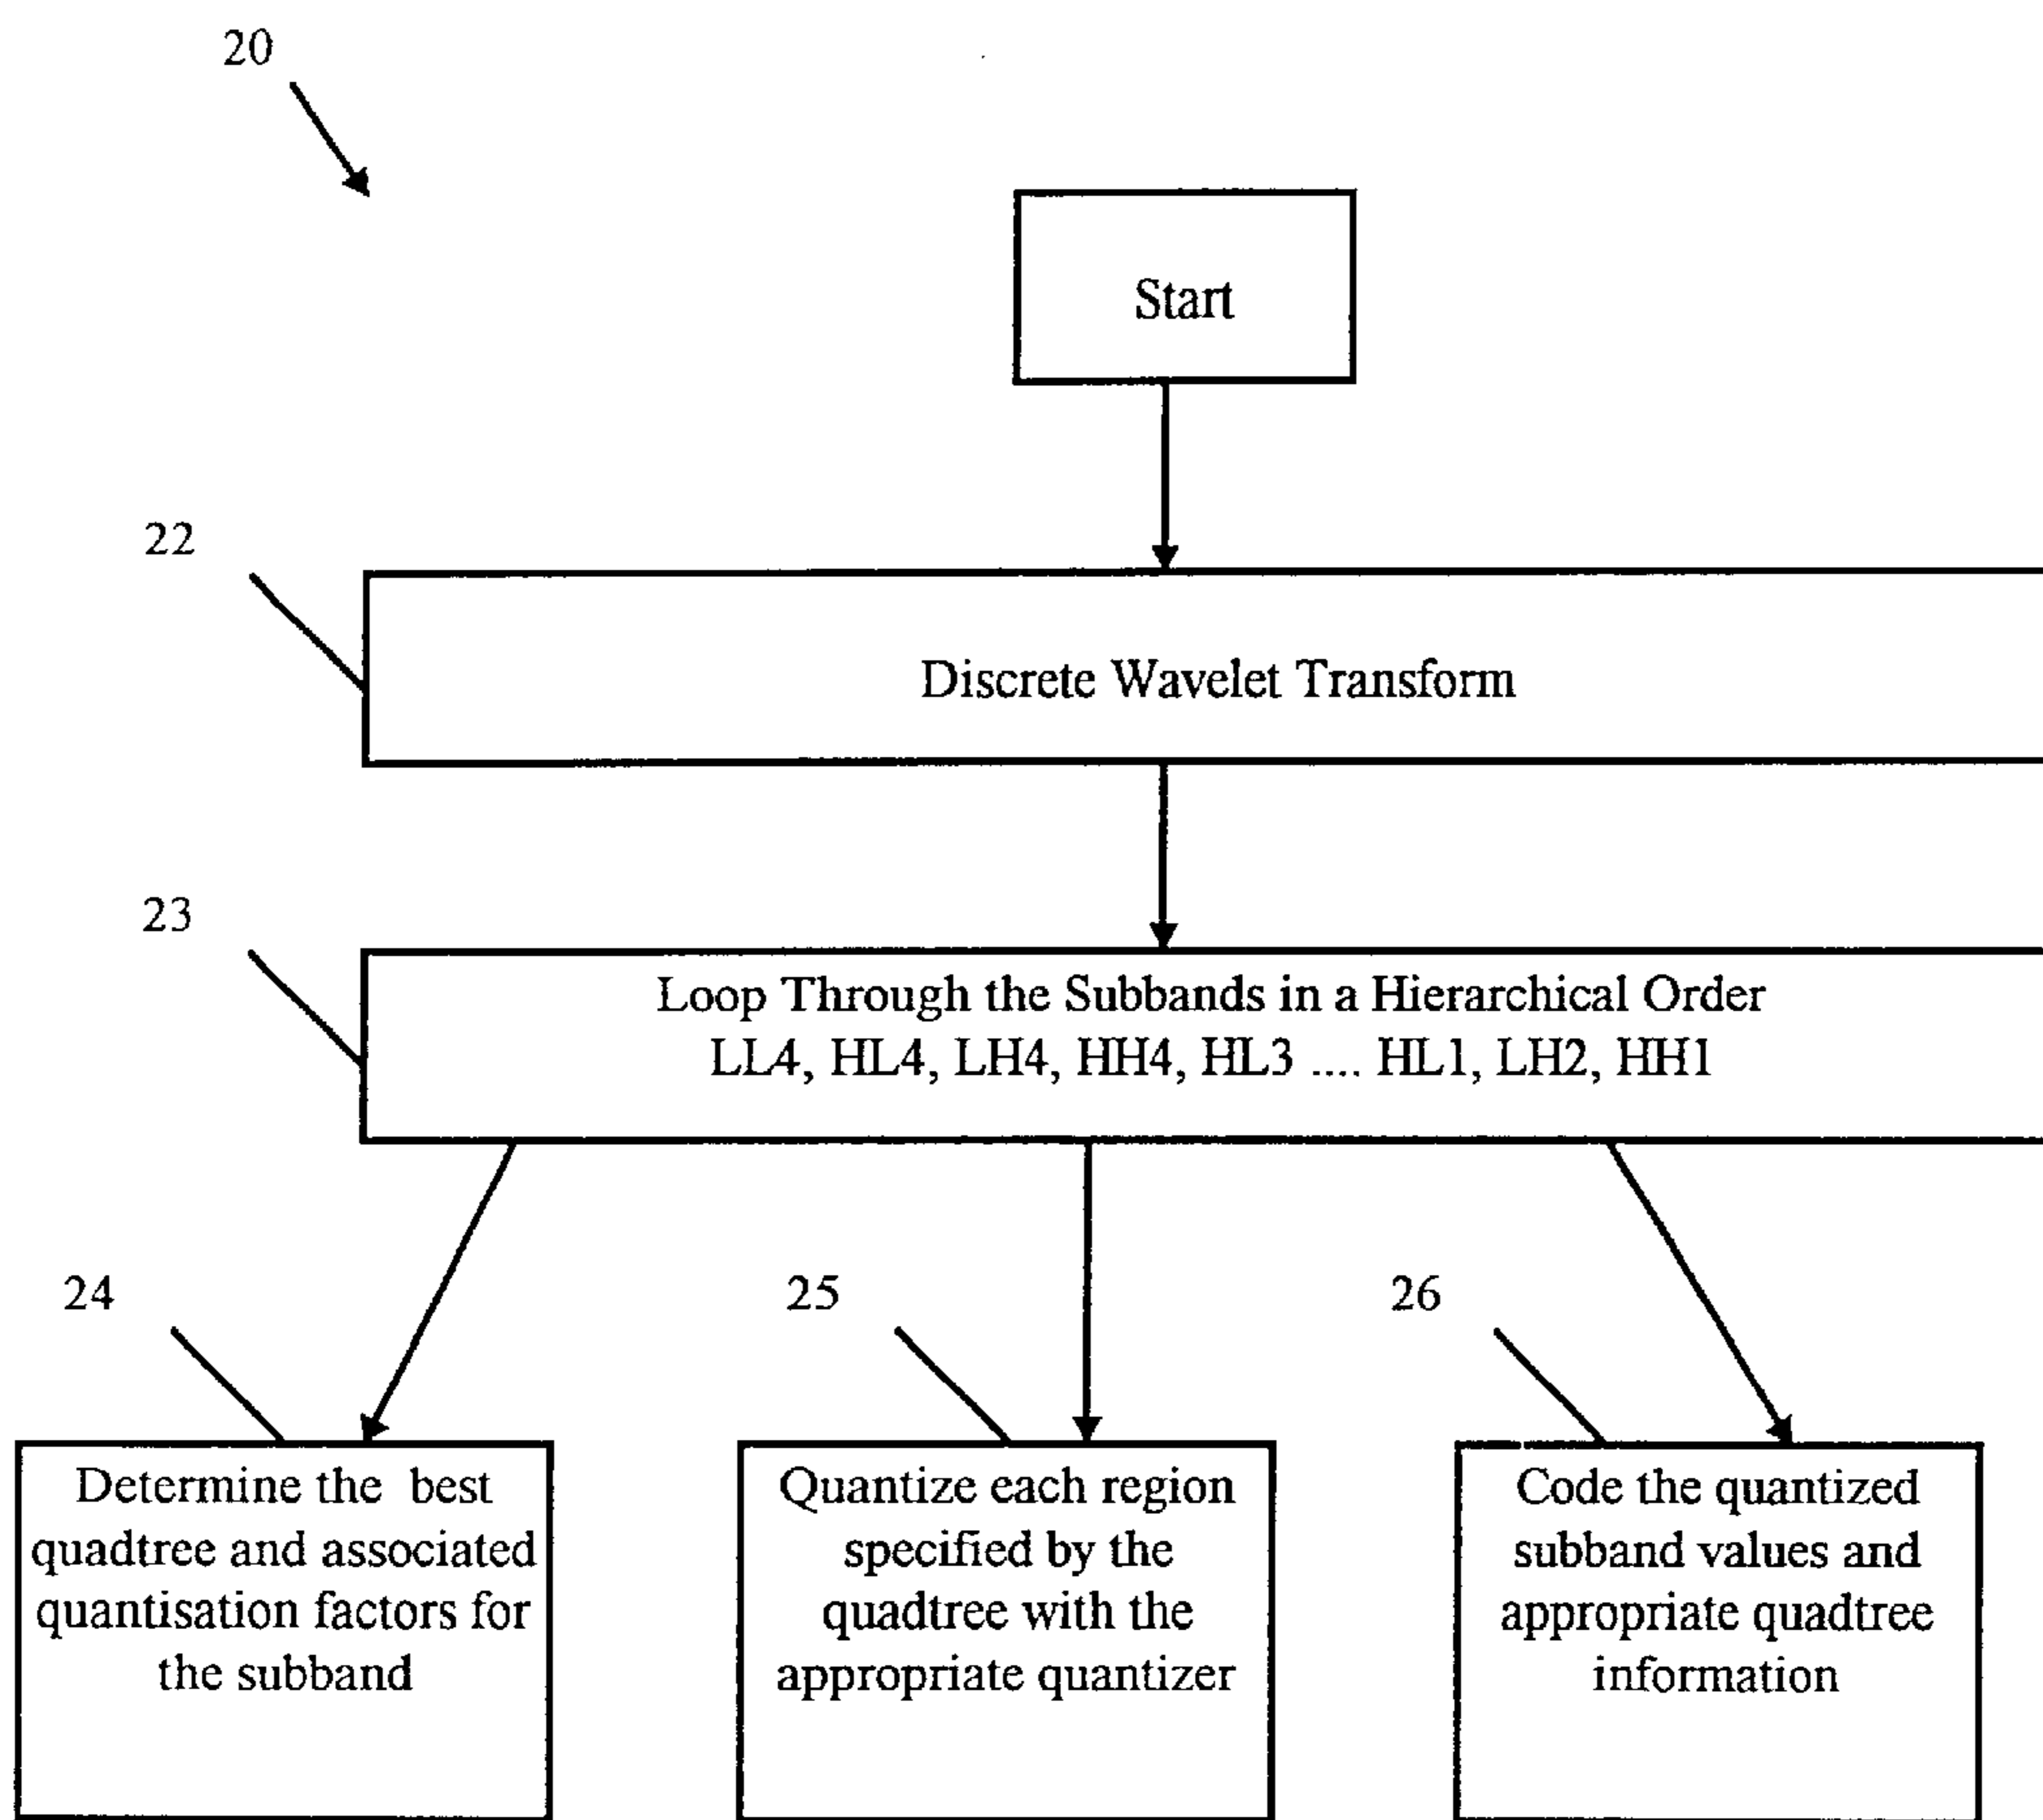 20
Start
22
Discrete Wavelet Transform
23
Loop Through the Subbands in a Hierarchical Order
LL4, HL4, LH4, HH4, HL3 .... HL1, LH2, HH1
24
Determine the best
quadtree and associated
quantisation factors for
the subband
25
Quantize each region
specified by the
quadtree with the
appropriate quantizer
26
Code the quantized
subband values and
appropriate quadtree
information